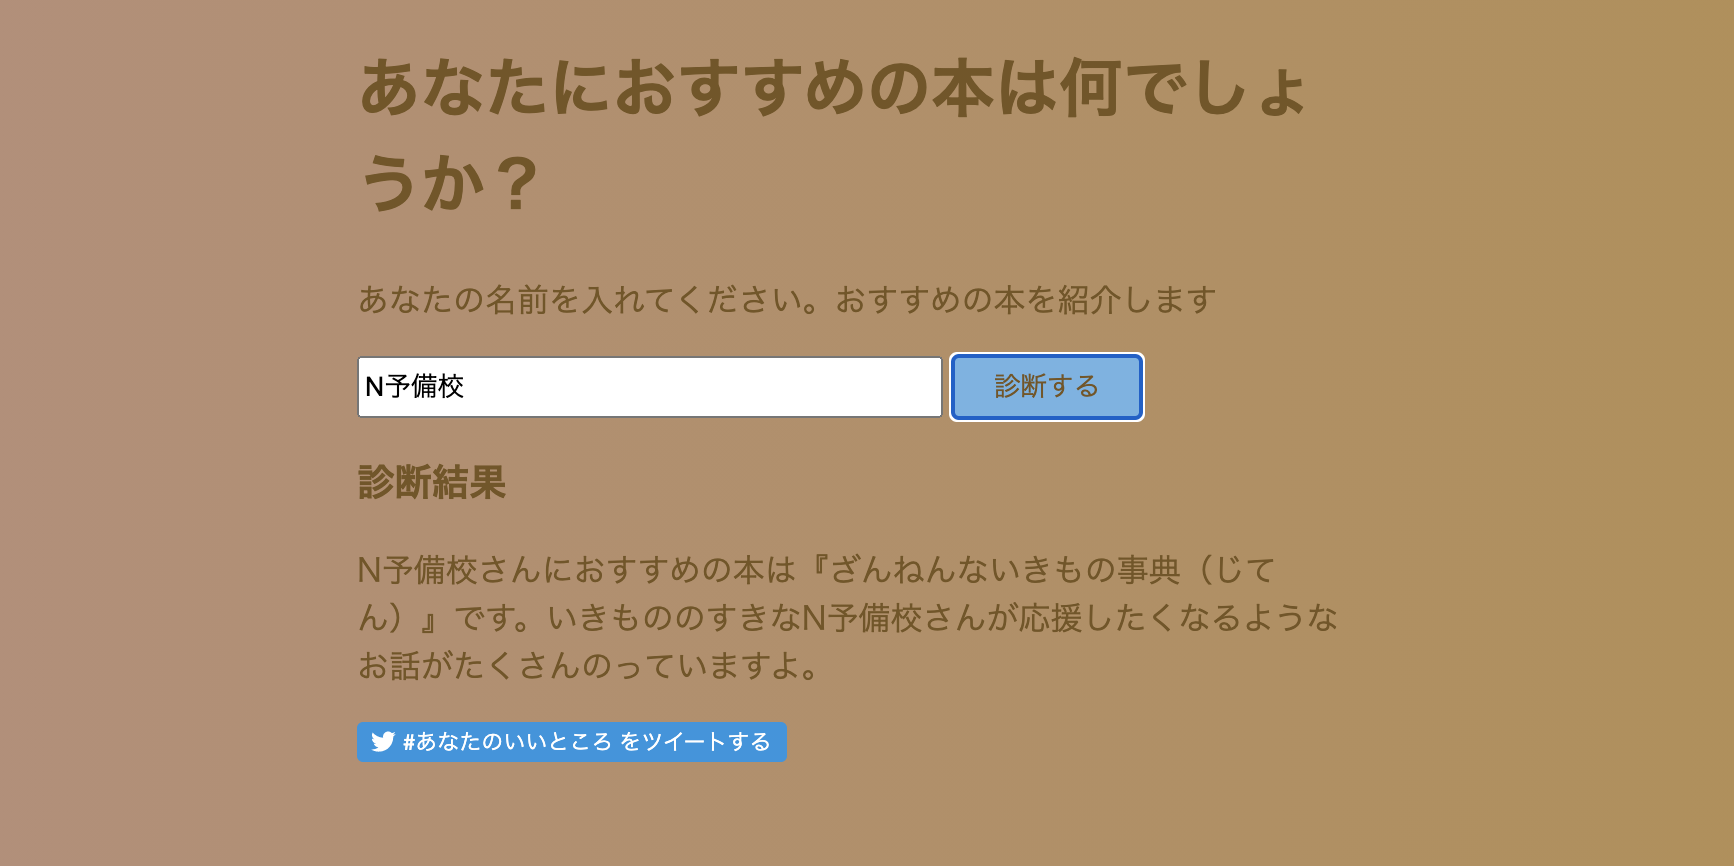 あなたにおすすめの本は何でしょ
うか？
あなたの名前を入れてください。おすすめの本を紹介します
N予備校
診断する
診断結果
N予備校さんにおすすめの本は『ざんねんないきもの事典（じて
ん）』です。いきもののすきなN予備校さんが応援したくなるような
お話がたくさんのっていますよ。
#あなたのいいところ をツイートする